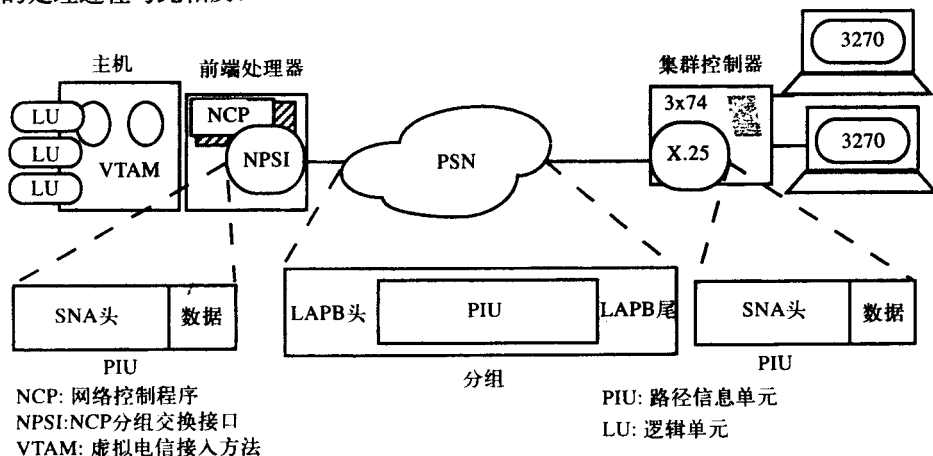 主机
前端处理器
集群控制器
3270
LU
LU
LU
VTAM
NCP
NPSI
PSN
3x74
X.25
3270
SNA头
数据
PIU
LAPB头
PIU
LAPB尾
分组
SNA头
数据
PIU
NCP: 网络控制程序
NPSI:NCP分组交换接口
VTAM: 虚拟电信接入方法
PIU: 路径信息单元
LU: 逻辑单元